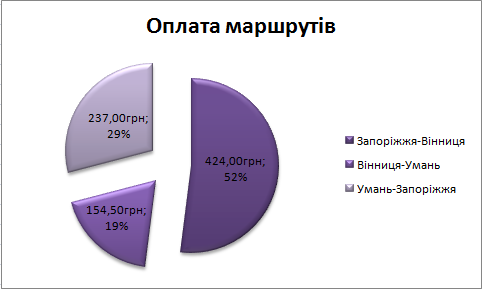 Оплата маршрутів
237,00грн;
29%
424,00грн;
52%
154,50грн;
19%
Запоріжжя-Вінниця
Вінниця-Умань
Умань-Запоріжжя